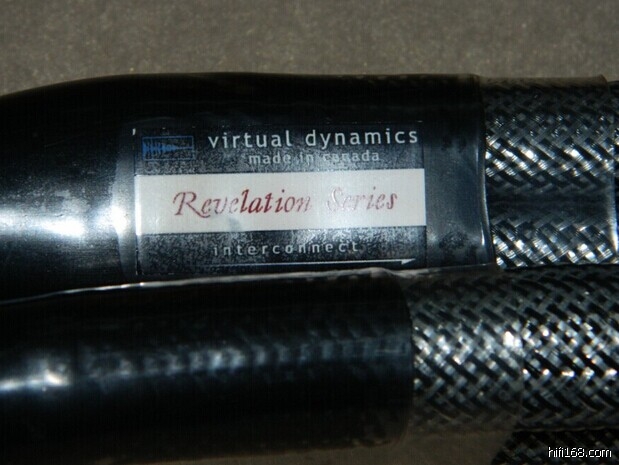 virtual dynamics
made in canada
Revelation Series
interconnect
hifi168.com